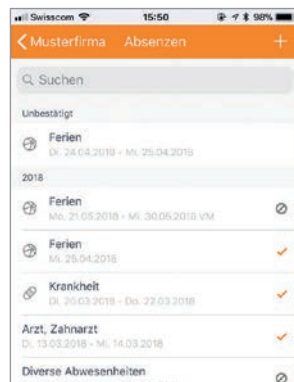 Swisscom 15:50 98%
Musterfirma Absenzen
Suchen
Unbestätigt
Ferien
Di. 24.04.2018 - Mi. 25.04.2018
2018
Ferien
Mo. 21.05.2018 - Mi. 30.05.2018 VM
Ferien
Mi. 25.04.2018
Krankheit
Di. 20.03.2018 - Do. 22.03.2018
Arzt, Zahnarzt
Di. 13.03.2018 - Mi. 14.03.2018
Diverse Abwesenheiten